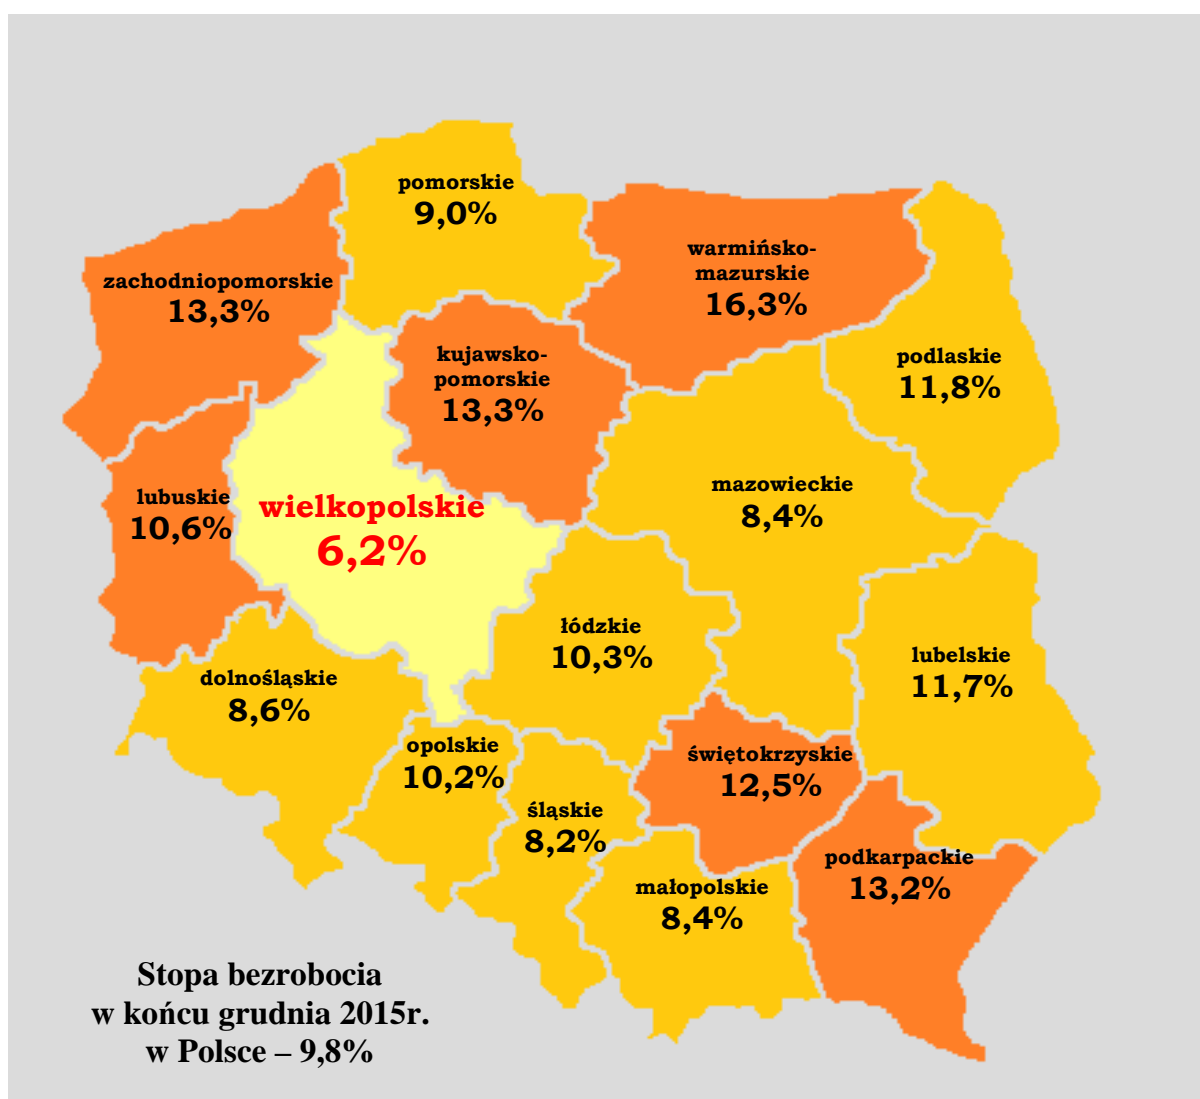 pomorskie
9,0%
warmińsko-
mazurskie
16,3%
zachodniopomorskie
13,3%
kujawsko-
pomorskie
13,3%
podlaskie
11,8%
lubuskie
10,6%
wielkopolskie
6,2%
mazowieckie
8,4%
łódzkie
10,3%
lubelskie
11,7%
dolnośląskie
8,6%
opolskie
10,2%
świętokrzyskie
12,5%
śląskie
8,2%
podkarpackie
13,2%
małopolskie
8,4%
Stopa bezrobocia
w końcu grudnia 2015r.
w Polsce – 9,8%